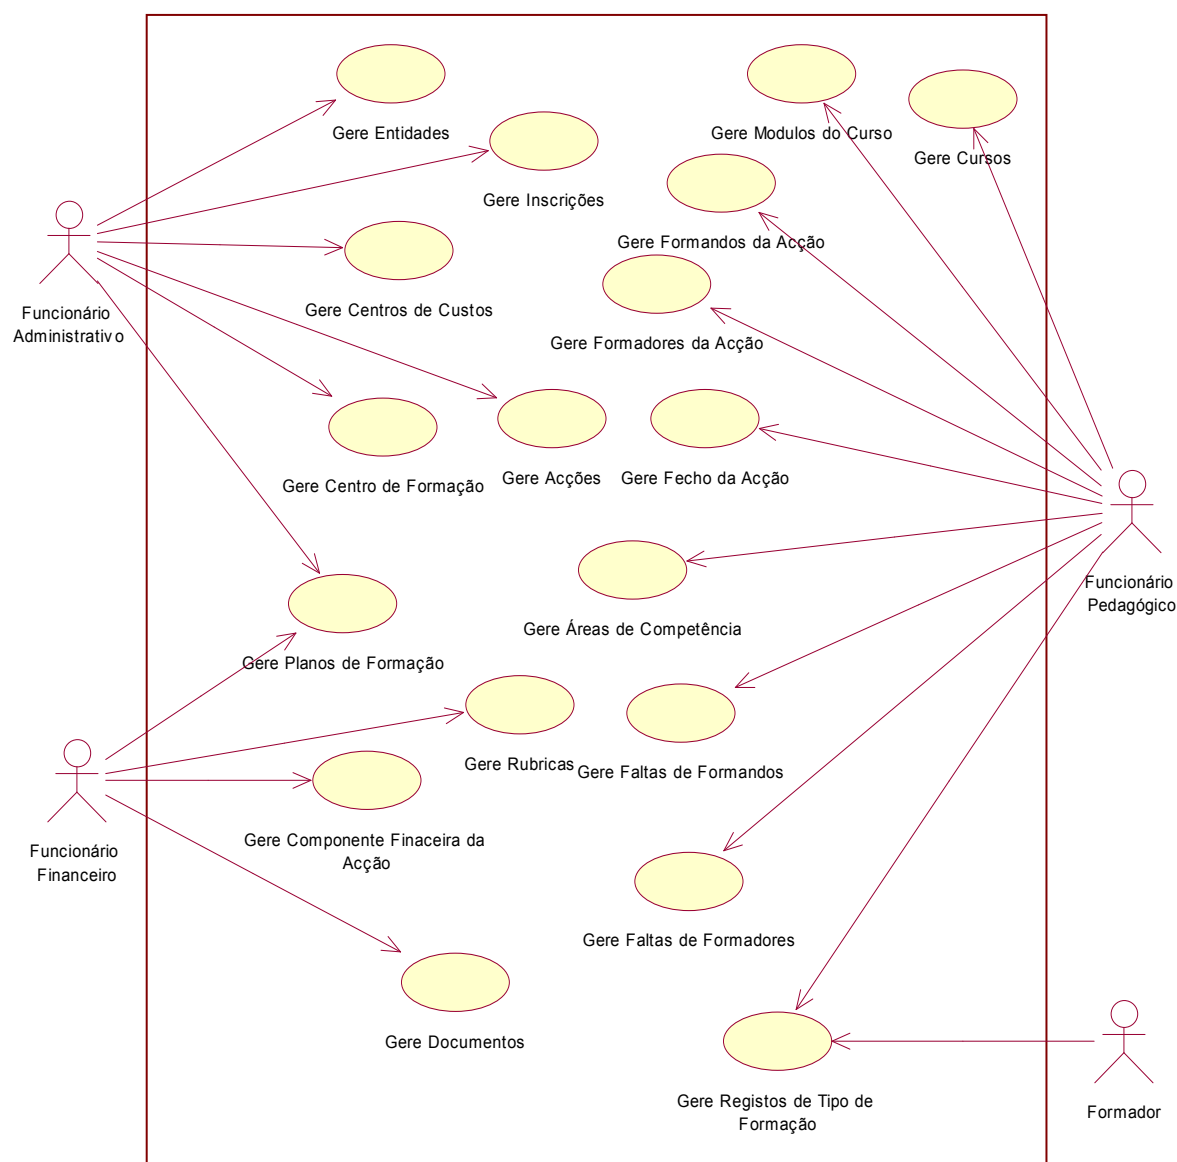 Gere Entidades
Gere Modulos do Curso
Gere Cursos
Gere Inscrições
Gere Formandos da Acção
Funcionário
Administrativo
Gere Centros de Custos
Gere Formadores da Acção
Gere Centro de Formação
Gere Acções
Gere Fecho da Acção
Funcionário
Pedagógico
Gere Áreas de Competência
Gere Planos de Formação
Gere Rubricas
Gere Faltas de Formandos
Funcionário
Financeiro
Gere Componente Finaceira da
Acção
Gere Faltas de Formadores
Gere Documentos
Gere Registos de Tipo de
Formação
Formador